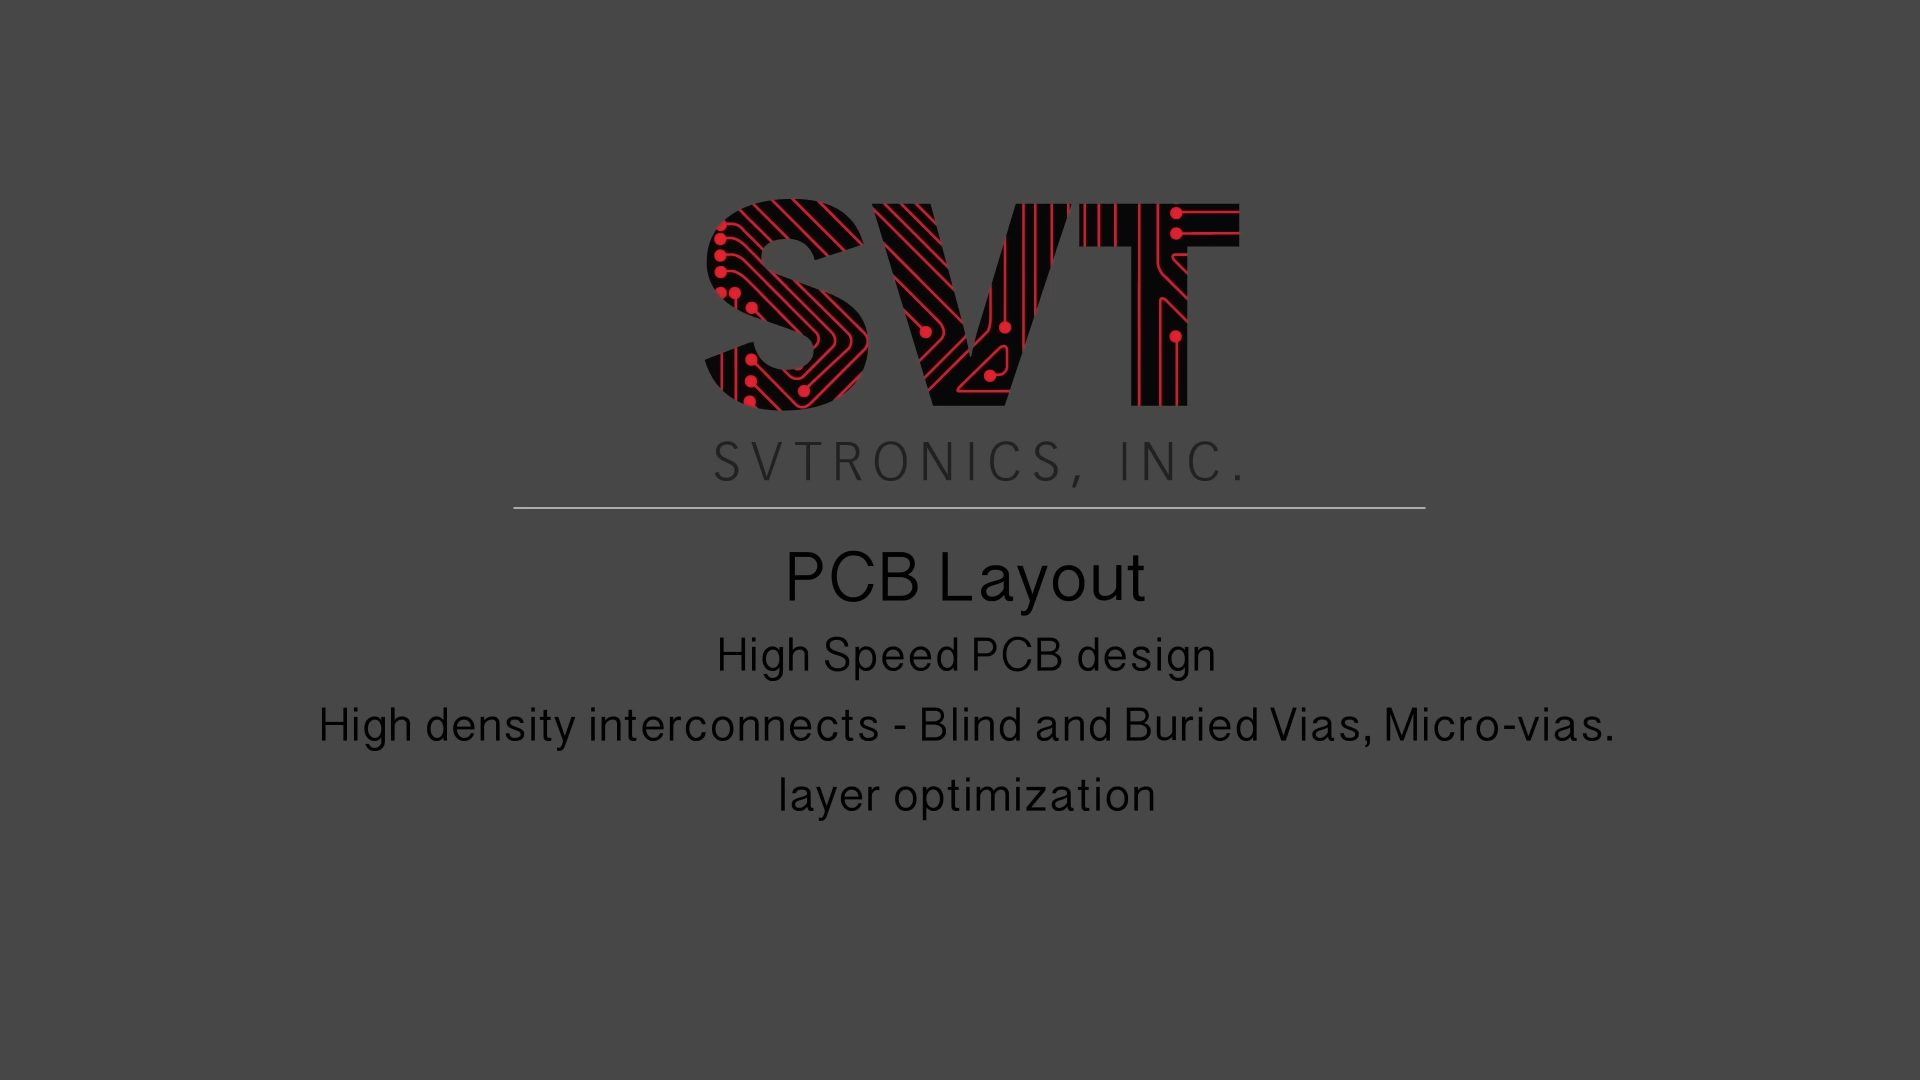 SVT
SVTRONICS, INC.
PCB Layout
High Speed PCB design
High density interconnects - Blind and Buried Vias, Micro-vias.
layer optimization